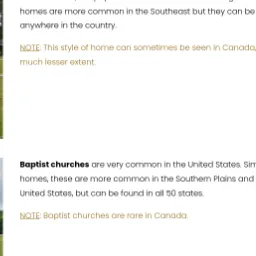 homes are more common in the Southeast but they can be
anywhere in the country.
NOTE: This style of home can sometimes be seen in Canada,
much lesser extent.
Baptist churches are very common in the United States. Sim
homes, these are more common in the Southern Plains and
United States, but can be found in all 50 states.
NOTE: Baptist churches are rare in Canada.